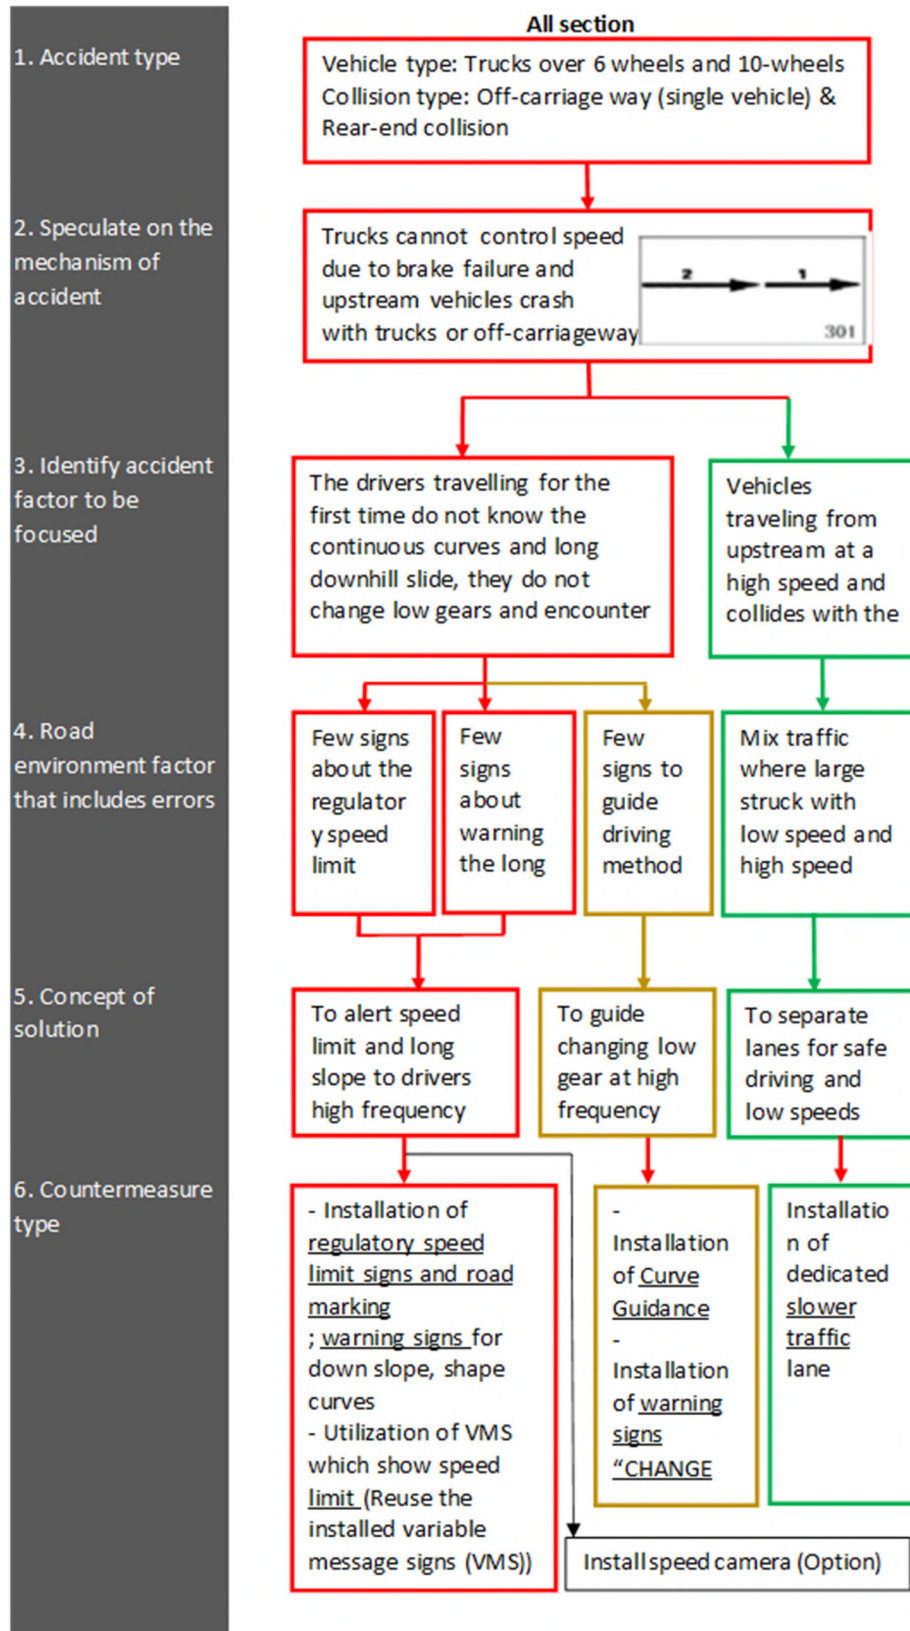 All section
1. Accident type
Vehicle type: Trucks over 6 wheels and 10-wheels
Collision type: Off-carriage way (single vehicle) &
Rear-end collision
2. Speculate on the
mechanism of
accident
Trucks cannot control speed
due to brake failure and
upstream vehicles crash
with trucks or off-carriageway
2
1
301
3. Identify accident
factor to be
focused
The drivers travelling for the
first time do not know the
continuous curves and long
downhill slide, they do not
change low gears and encounter
Vehicles
traveling from
upstream at a
high speed and
collides with the
4. Road
environment factor
that includes errors
Few signs
about the
regulator
y speed
limit
Few
signs
about
warning
the long
Few
signs to
guide
driving
method
Mix traffic
where large
struck with
low speed and
high speed
5. Concept of
solution
To alert speed
limit and long
slope to drivers
high frequency
To guide
changing low
gear at high
frequency
To separate
lanes for safe
driving and
low speeds
6. Countermeasure
type
- Installation of
regulatory speed
limit signs and road
marking
; warning signs for
down slope, shape
curves
- Utilization of VMS
which show speed
limit (Reuse the
installed variable
message signs (VMS))
-
Installation
of Curve
Guidance
-
Installation
of warning
signs
“CHANGE
Installatio
n of
dedicated
slower
traffic
lane
Install speed camera (Option)